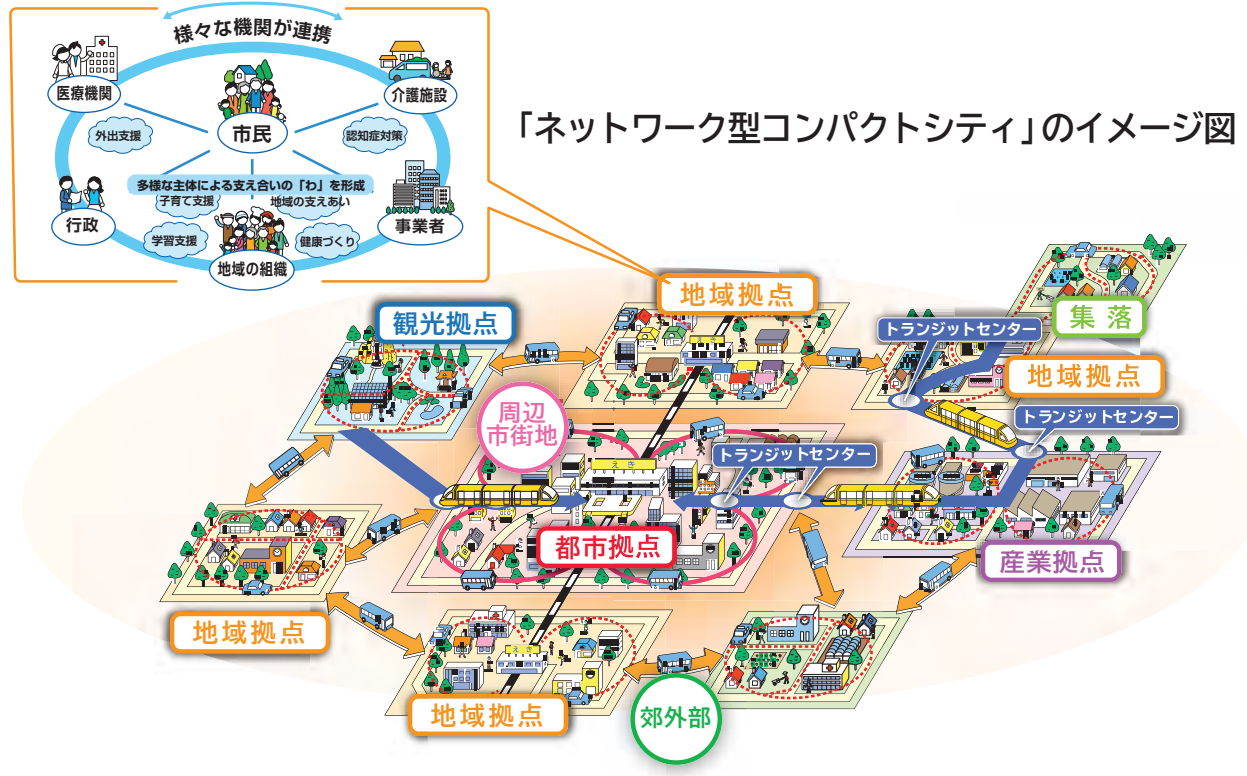 様々な機関が連携
医療機関
介護施設
市民
外出支援
認知症対策
多様な主体による支え合いの「わ」を形成
子育て支援
地域の支えあい
行政
事業者
学習支援
健康づくり
地域の組織
「ネットワーク型コンパクトシティ」のイメージ図
地域拠点
観光拠点
集落
トランジットセンター
えき
地域拠点
周辺
市街地
トランジットセンター
トランジットセンター
えき
都市拠点
産業拠点
地域拠点
えき
地域拠点
郊外部